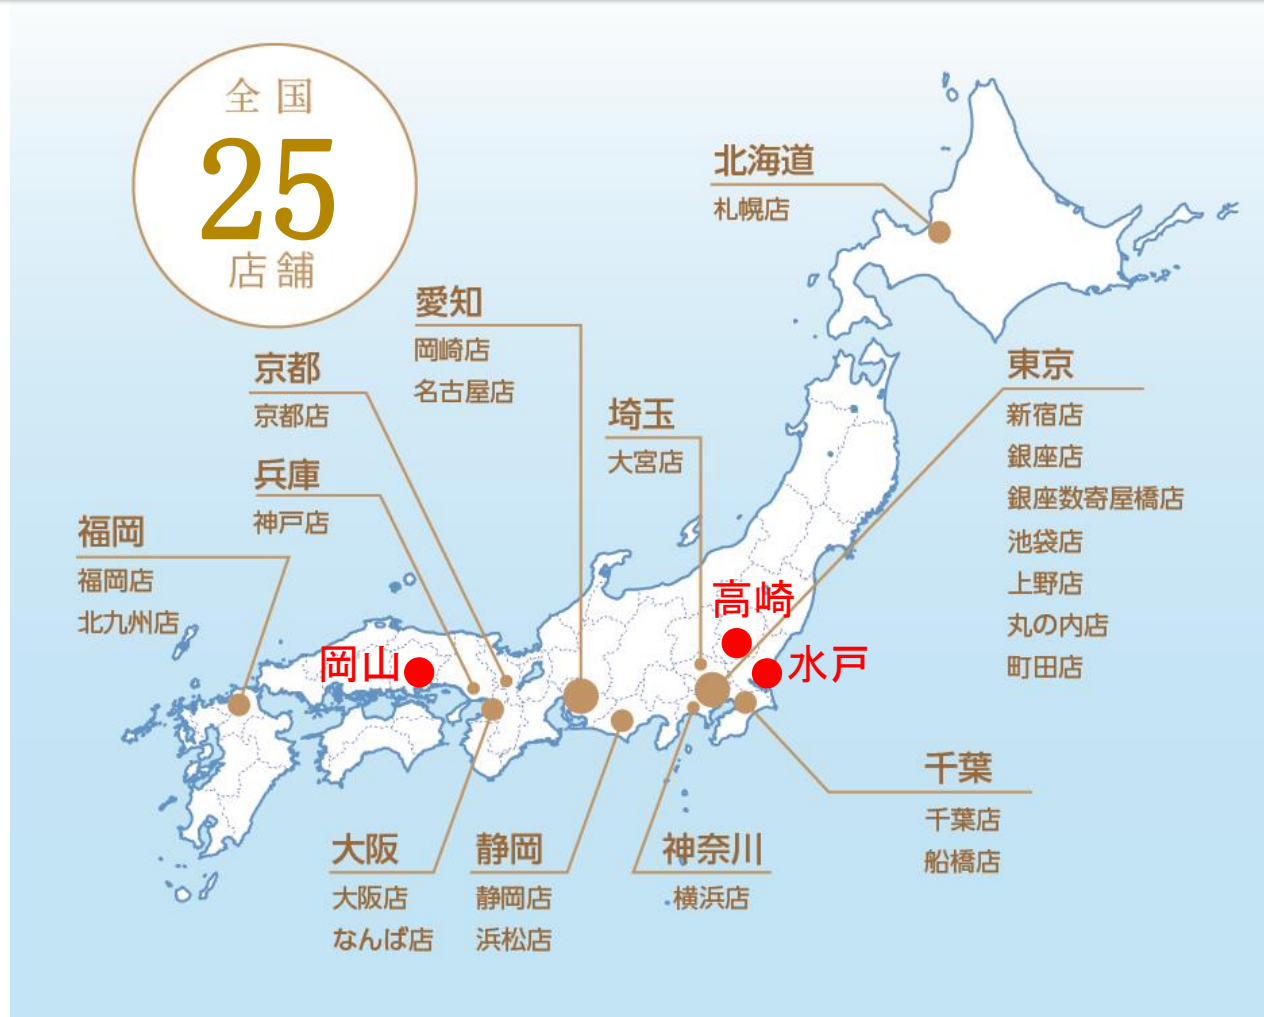 全国
25
店舗
北海道
札幌店
愛知
岡崎店
名古屋店
京都
京都店
兵庫
神戸店
福岡
福岡店
北九州店
埼玉
大宮店
東京
新宿店
銀座店
銀座数寄屋橋店
池袋店
上野店
丸の内店
町田店
高崎
水戸
岡山
千葉
千葉店
船橋店
大阪
大阪店
なんば店
静岡
静岡店
浜松店
神奈川
横浜店